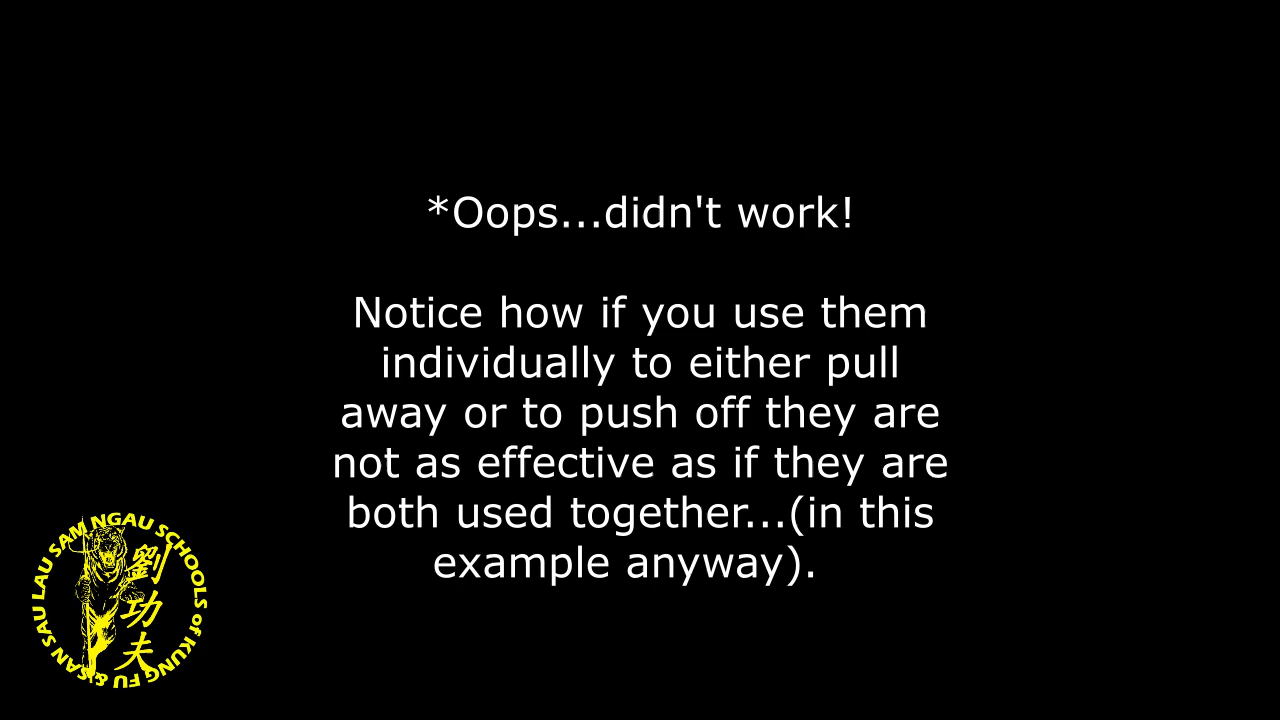 *Oops...didn't work!
Notice how if you use them
individually to either pull
away or to push off they are
not as effective as if they are
both used together...(in this
example anyway).
LAU SAM NGAU SCHOOLS of KUNG FU & SAN SAU
劉
功
夫